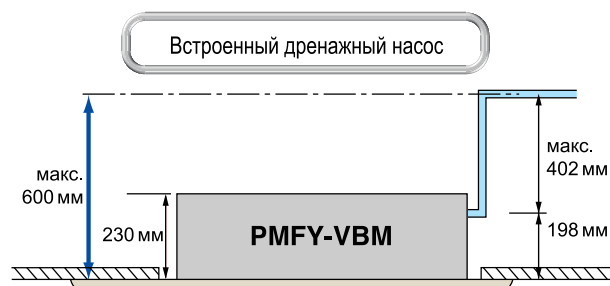 Встроенный дренажный насос
макс.
600 мм
230 мм
PMFY-VBM
макс.
402 мм
198 мм